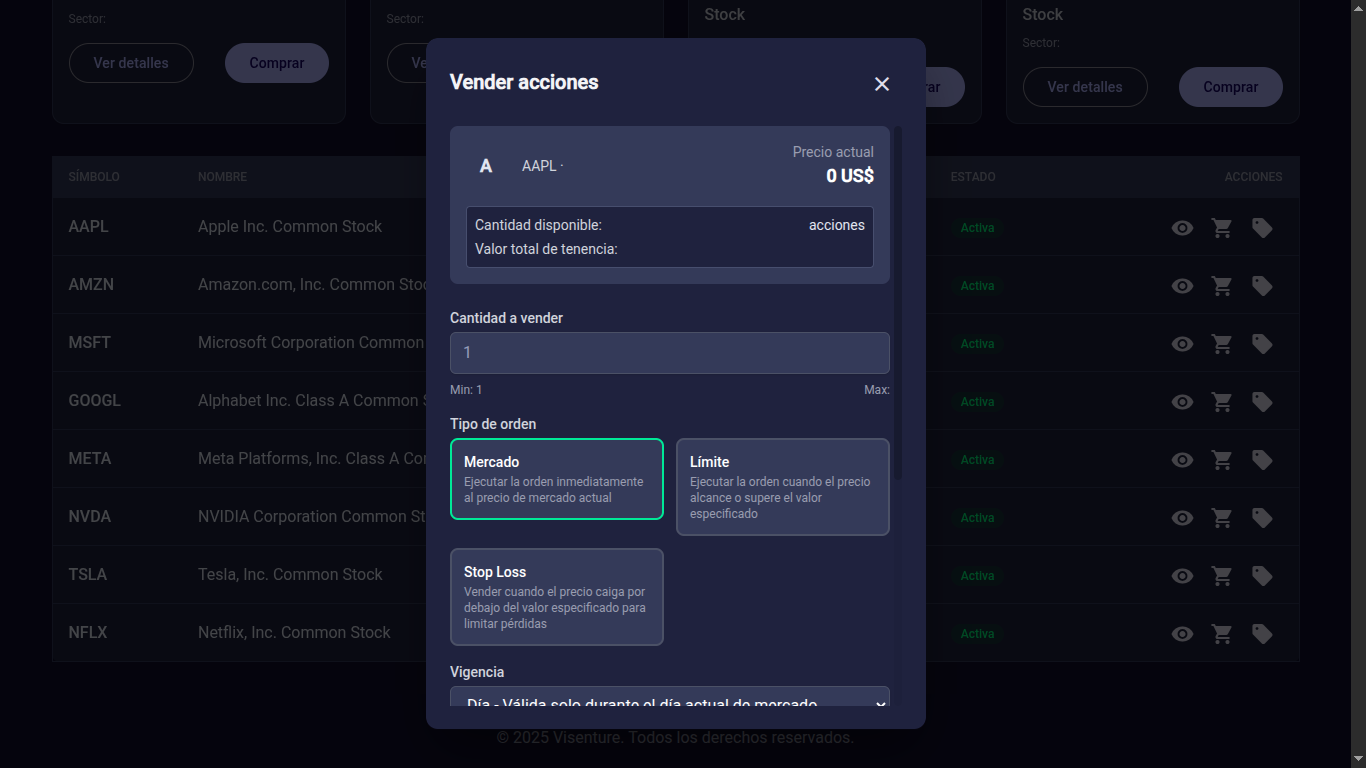 Sector:
Sector:
Stock
Stock
Sector:
Ver detalles
Comprar
Ve
rar
Ver detalles
Comprar
Vender acciones
A
AAPL ·
Precio actual
0 US$
Cantidad disponible:
acciones
Valor total de tenencia:
Cantidad a vender
1
Min: 1
Max:
Tipo de orden
Mercado
Ejecutar la orden inmediatamente
al precio de mercado actual
Límite
Ejecutar la orden cuando el precio
alcance o supere el valor
especificado
Stop Loss
Vender cuando el precio caiga por
debajo del valor especificado para
limitar pérdidas
Vigencia
Día - Válida solo durante el día actual de mercado
SÍMBOLO NOMBRE ESTADO ACCIONES
AAPL Apple Inc. Common Stock Activa
AMZN Amazon.com, Inc. Common Stoc Activa
MSFT Microsoft Corporation Common Activa
GOOGL Alphabet Inc. Class A Common S Activa
META Meta Platforms, Inc. Class A Cor Activa
NVDA NVIDIA Corporation Common St Activa
TSLA Tesla, Inc. Common Stock Activa
NFLX Netflix, Inc. Common Stock Activa
© 2025 Visenture. Todos los derechos reservados.